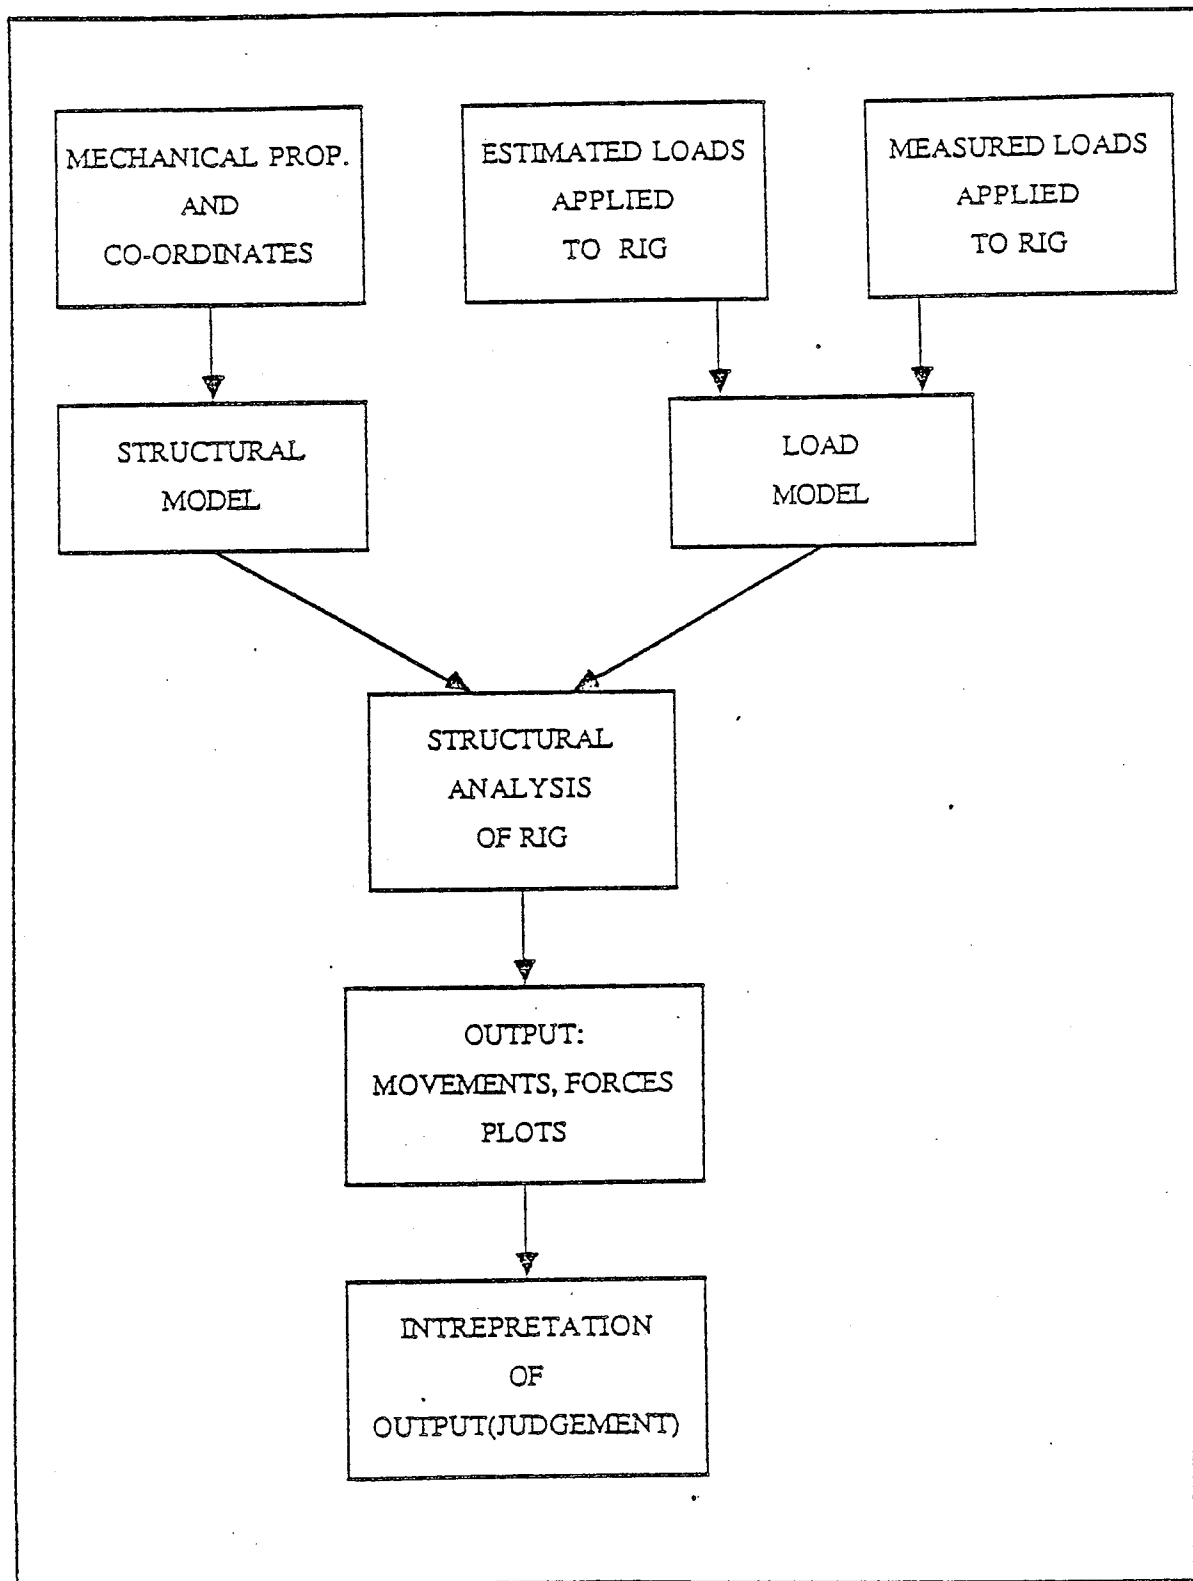 MECHANICAL PROP.
AND
CO-ORDINATES
ESTIMATED LOADS
APPLIED
TO RIG
MEASURED LOADS
APPLIED
TO RIG
STRUCTURAL
MODEL
LOAD
MODEL
STRUCTURAL
ANALYSIS
OF RIG
OUTPUT:
MOVEMENTS, FORCES
PLOTS
INTREPRETATION
OF
OUTPUT(JUDGEMENT)